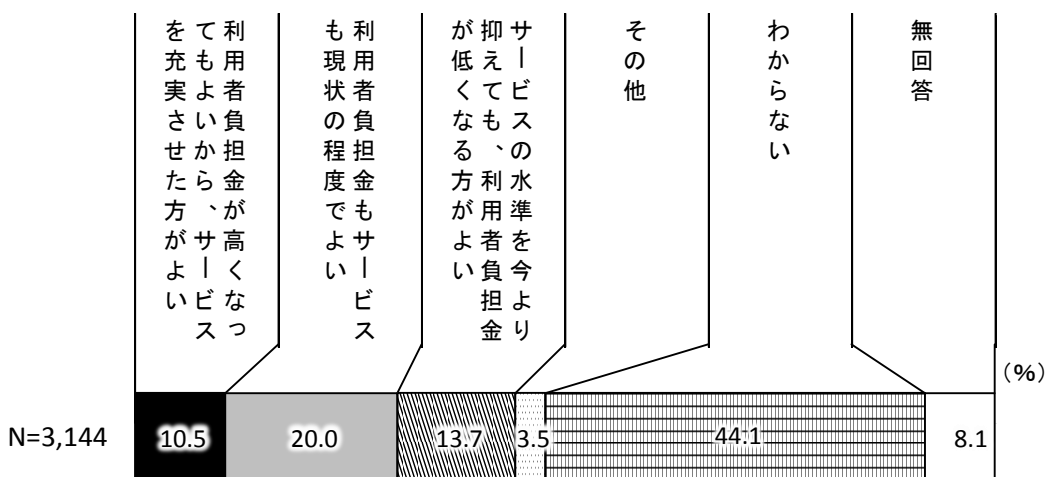 利用者負担金が高くなっ
てもよいから、サービス
を充実させた方がよい
利用者負担金もサービス
も現状の程度でよい
サービスの水準を今より
抑えても、利用者負担金
が低くなる方がよい
その他
わからない
無回答
（%）
N=3,144
10.5
20.0
13.7
3.5
44.1
8.1